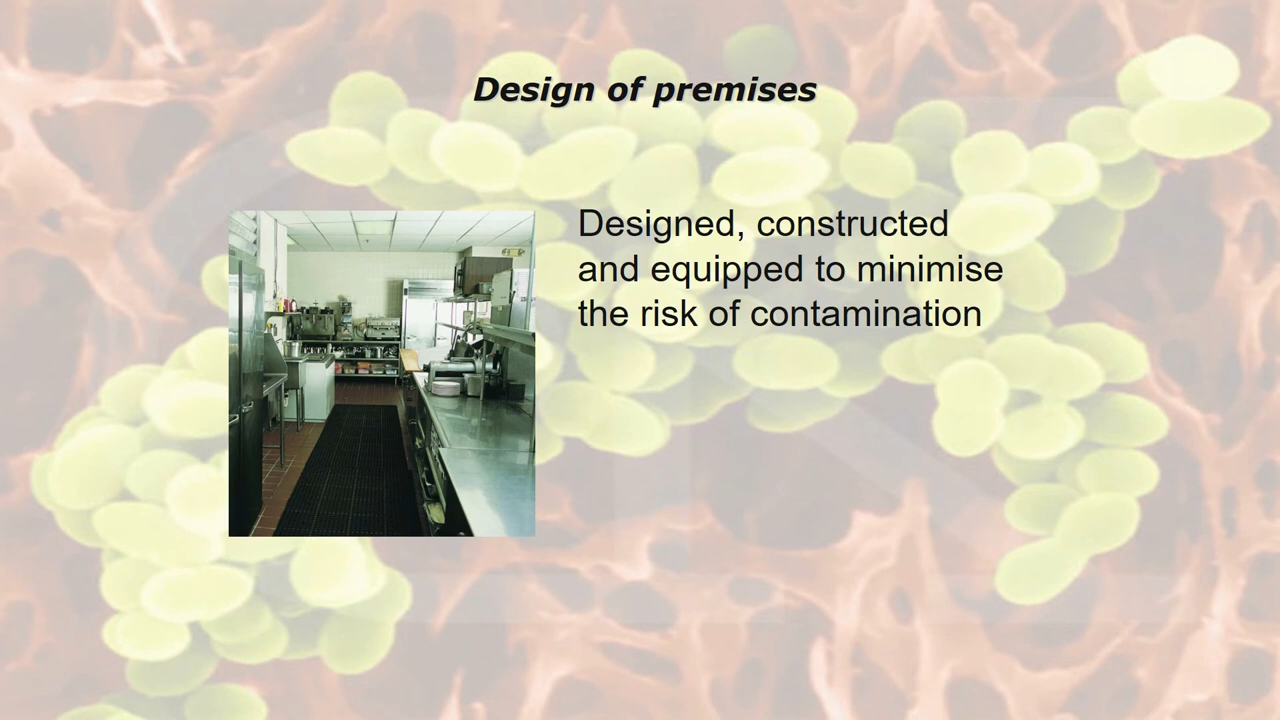 Design of premises
Designed, constructed
and equipped to minimise
the risk of contamination